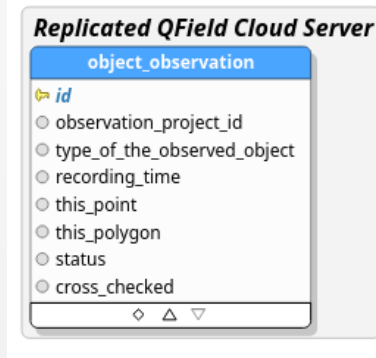 Replicated QField Cloud Server
object_observation
id
observation_project_id
type_of_the_observed_object
recording_time
this_point
this_polygon
status
cross_checked